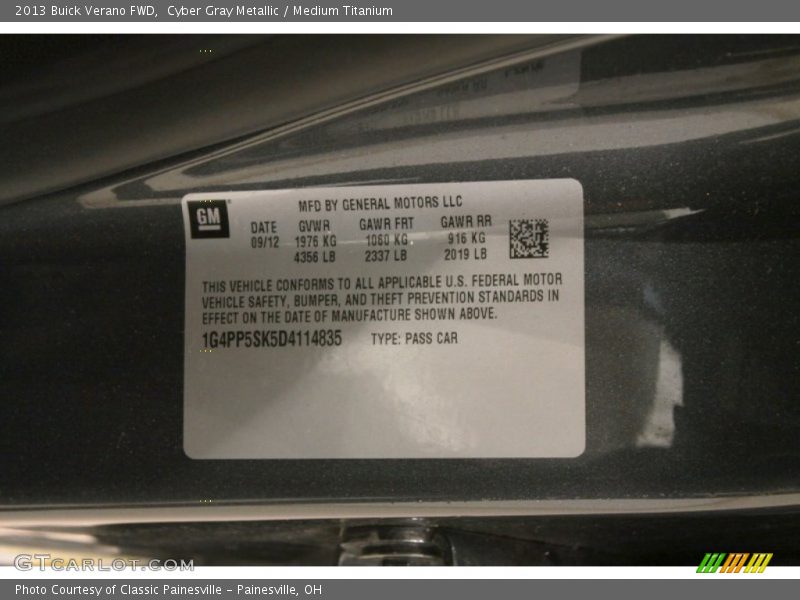 2013 Buick Verano FWD,  Cyber Gray Metallic / Medium Titanium
GM
MFD BY GENERAL MOTORS LLC
DATE GVWR GAWR FRT GAWR RR
09/12 1976 KG 1060 KG 916 KG
4356 LB 2337 LB 2019 LB
THIS VEHICLE CONFORMS TO ALL APPLICABLE U.S. FEDERAL MOTOR
VEHICLE SAFETY, BUMPER, AND THEFT PREVENTION STANDARDS IN
EFFECT ON THE DATE OF MANUFACTURE SHOWN ABOVE.
1G4PP5SK5D4114835 TYPE: PASS CAR
GTCARLOT.COM
Photo Courtesy of Classic Painesville - Painesville, OH